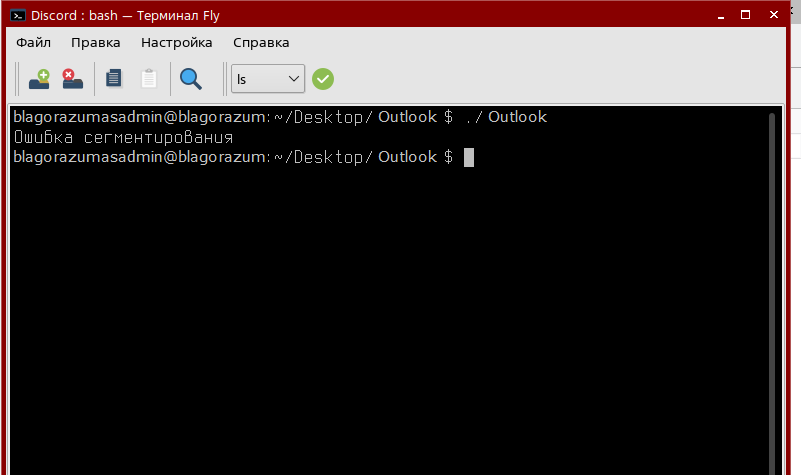 Discord : bash — Терминал Fly
Файл Правка Настройка Справка
ls
blagorazumasadmin@blagorazum:~/Desktop/ Outlook $ ./ Outlook
Ошибка сегментирования
blagorazumasadmin@blagorazum:~/Desktop/ Outlook $